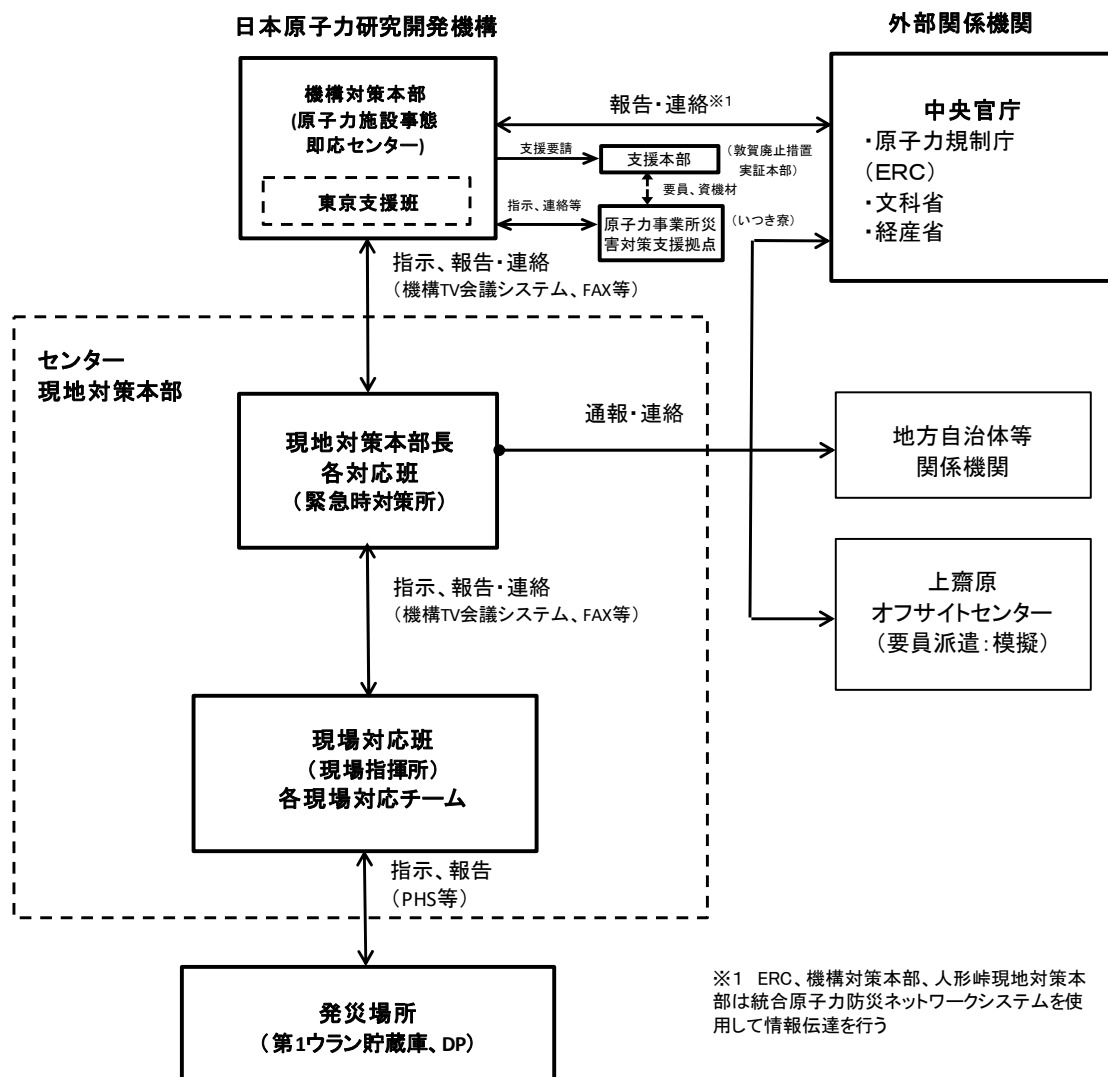 日本原子力研究開発機構
外部関係機関
機構対策本部
(原子力施設事態
即応センター)
東京支援班
報告・連絡※1
支援要請
支援本部
(敦賀廃止措置
実証本部)
要員、資機材
指示、連絡等
原子力事業所災
害対策支援拠点
(いつき寮)
中央官庁
・原子力規制庁
(ERC)
・文科省
・経産省
指示、報告・連絡
(機構TV会議システム、FAX等)
センター
現地対策本部
現地対策本部長
各対応班
(緊急時対策所)
通報・連絡
地方自治体等
関係機関
指示、報告・連絡
(機構TV会議システム、FAX等)
上齋原
オフサイトセンター
(要員派遣:模擬)
現場対応班
(現場指揮所)
各現場対応チーム
指示、報告
(PHS等)
発災場所
(第1ウラン貯蔵庫、DP)
※1 ERC、機構対策本部、人形峠現地対策本
部は統合原子力防災ネットワークシステムを使
用して情報伝達を行う